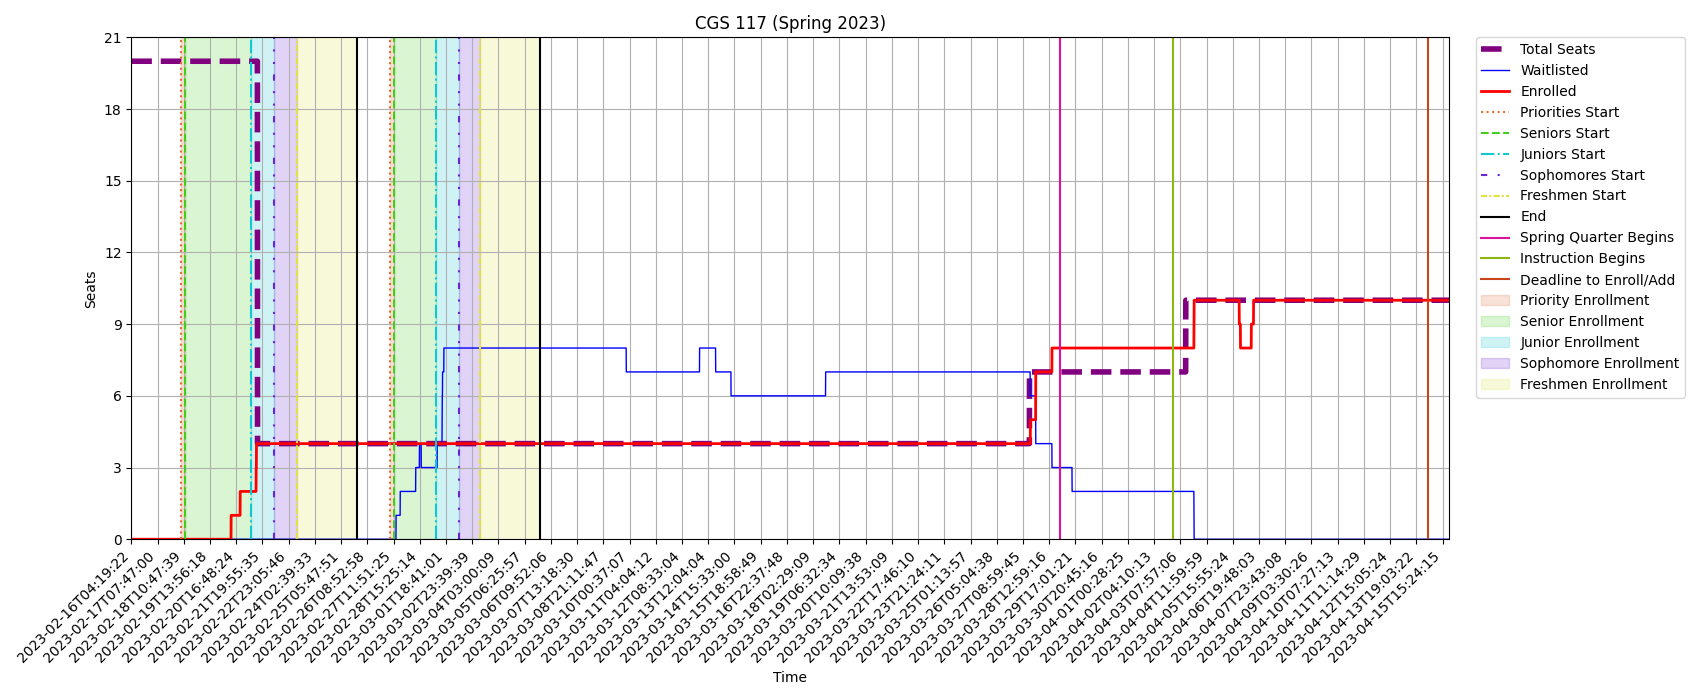 CGS 117 (Spring 2023)
21
18
15
12
9
6
3
0
Seats
2023-02-16T04:19:22
2023-02-17T07:47:00
2023-02-18T10:47:39
2023-02-19T13:56:18
2023-02-20T16:48:24
2023-02-21T19:55:35
2023-02-22T23:05:46
2023-02-24T02:39:33
2023-02-25T05:47:51
2023-02-26T08:52:58
2023-02-27T11:51:25
2023-02-28T15:25:14
2023-03-01T18:41:01
2023-03-02T23:39:39
2023-03-04T03:00:03
2023-03-05T06:25:57
2023-03-06T09:52:06
2023-03-07T13:18:30
2023-03-08T21:11:47
2023-03-10T00:37:07
2023-03-11T04:04:12
2023-03-12T08:33:04
2023-03-13T12:04:04
2023-03-14T15:33:00
2023-03-15T18:58:49
2023-03-16T22:37:48
2023-03-18T02:29:09
2023-03-19T06:32:34
2023-03-20T10:09:38
2023-03-21T13:53:09
2023-03-22T17:46:10
2023-03-23T21:24:11
2023-03-25T01:13:57
2023-03-26T05:04:38
2023-03-27T08:59:45
2023-03-28T12:59:16
2023-03-29T17:01:21
2023-03-30T20:45:16
2023-04-01T00:28:25
2023-04-02T04:10:13
2023-04-03T07:57:06
2023-04-04T11:59:59
2023-04-05T15:55:24
2023-04-06T19:48:03
2023-04-07T23:43:08
2023-04-09T03:30:26
2023-04-10T07:27:13
2023-04-11T11:14:29
2023-04-12T15:05:24
2023-04-13T19:03:22
2023-04-15T15:24:15
Time
Total Seats
Waitlisted
Enrolled
Priorities Start
Seniors Start
Juniors Start
Sophomores Start
Freshmen Start
End
Spring Quarter Begins
Instruction Begins
Deadline to Enroll/Add
Priority Enrollment
Senior Enrollment
Junior Enrollment
Sophomore Enrollment
Freshmen Enrollment